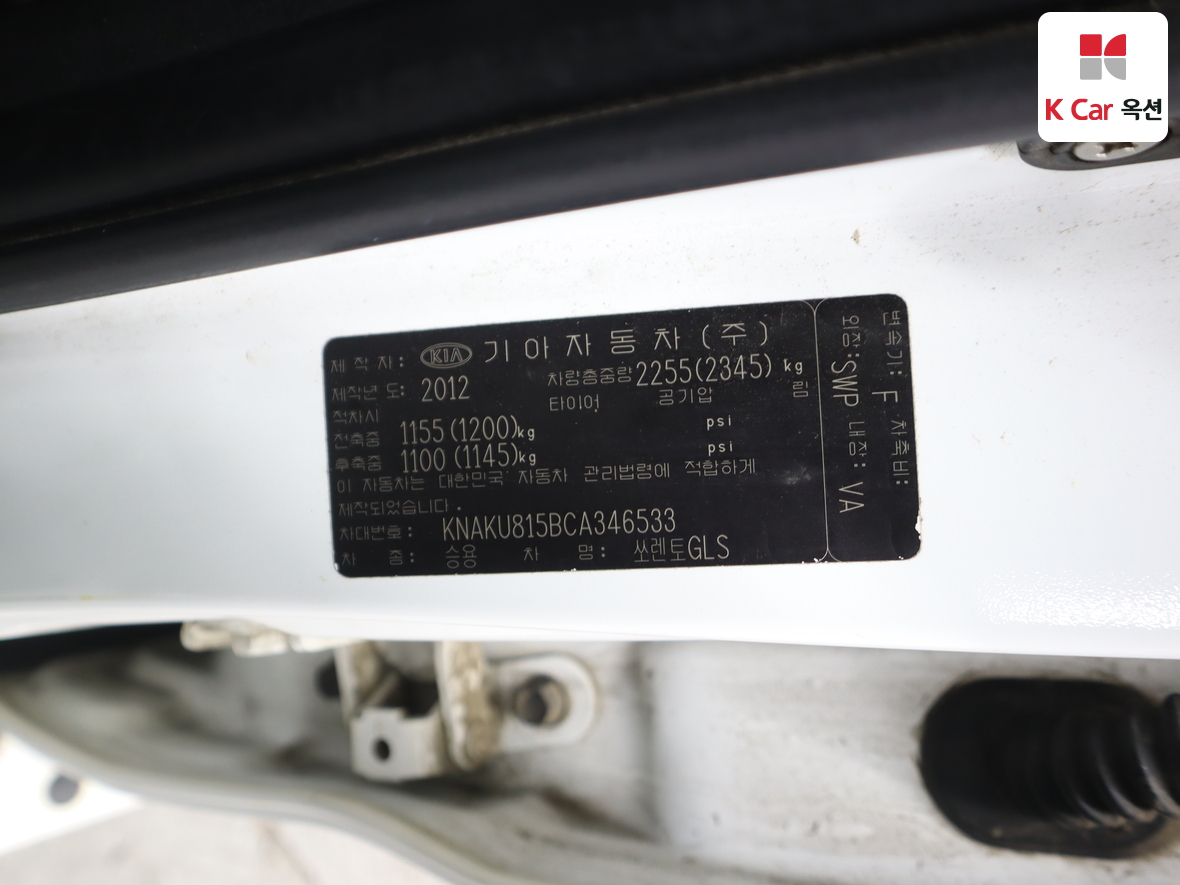 K Car 옥션
제 작 자 : KIA 기 아 자 동 차 ( 주 )
제작년 도: 2012 차량총중량 2255(2345) kg
적차시 타이어 공기압 림
전축중 1155(1200)kg psi
후축중 1100(1145)kg psi
이 자동차는 대한민국 자동차 관리법령에 적합하게
제작되었습니다.
차대번호: KNAKU815BCA346533
차 종: 승용 차 명: 쏘렌토GLS
변속기: F 차축비:
외장:SWP 내장: VA